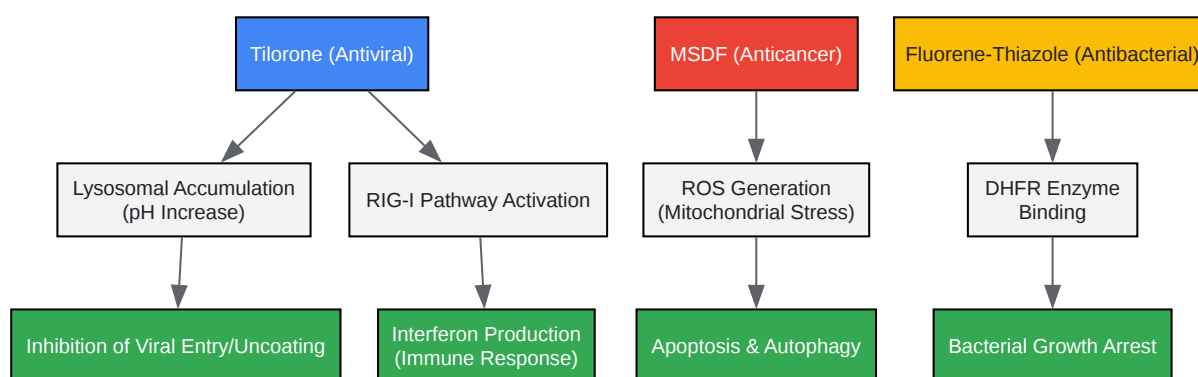 Tilorone (Antiviral)
MSDF (Anticancer)
Fluorene-Thiazole (Antibacterial)
Lysosomal Accumulation
(pH Increase)
RIG-I Pathway Activation
ROS Generation
(Mitochondrial Stress)
DHFR Enzyme
Binding
Inhibition of Viral Entry/Uncoating
Interferon Production
(Immune Response)
Apoptosis & Autophagy
Bacterial Growth Arrest